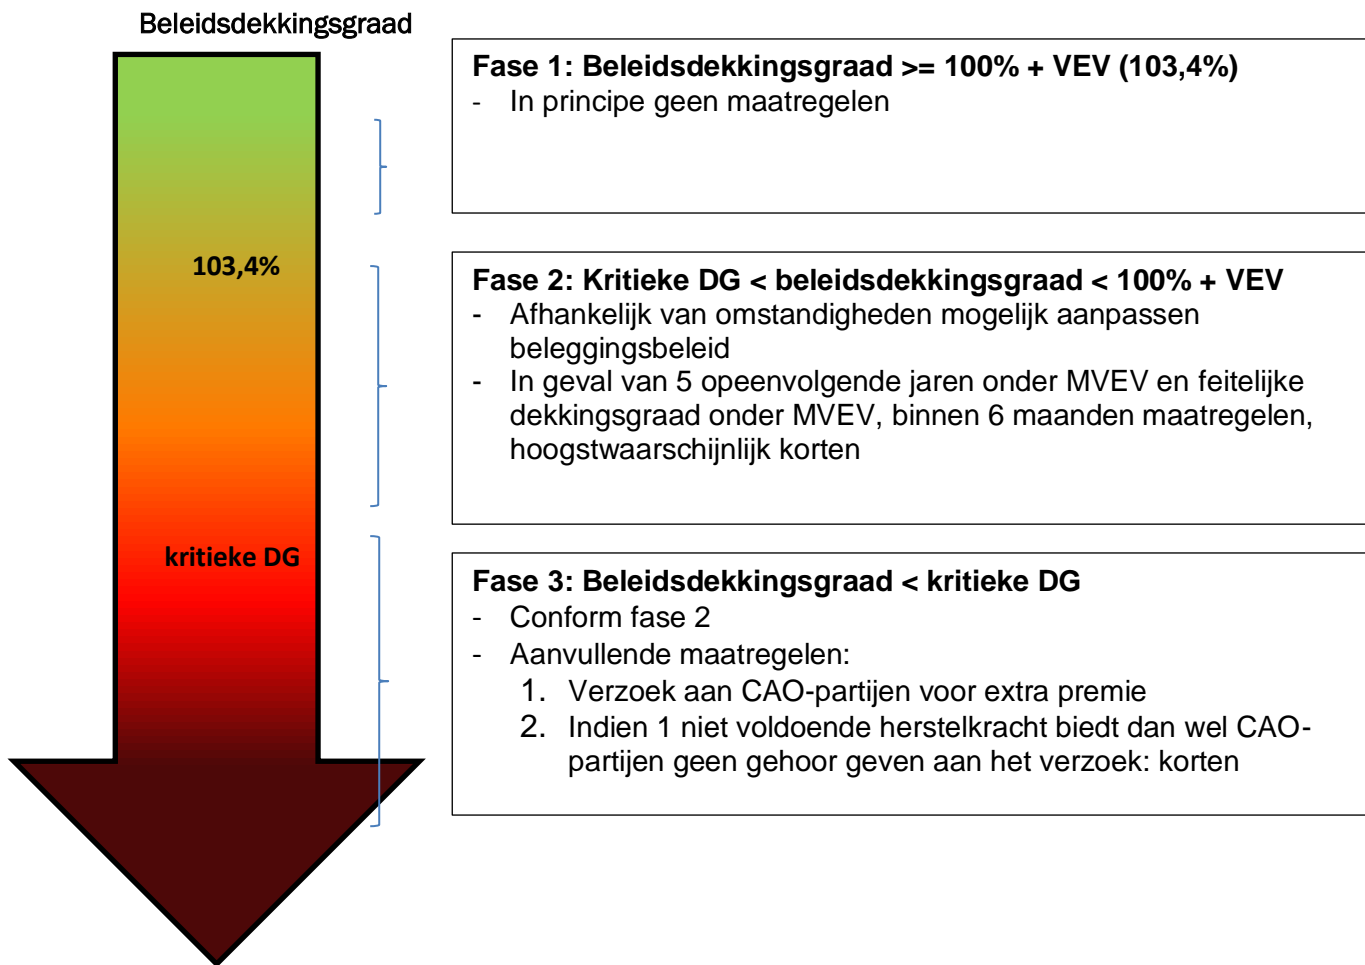 Beleidsdekkingsgraad
103,4%
kritieke DG
Fase 1: Beleidsdekkingsgraad >= 100% + VEV (103,4%)
- In principe geen maatregelen
Fase 2: Kritieke DG < beleidsdekkingsgraad < 100% + VEV
- Afhankelijk van omstandigheden mogelijk aanpassen
beleggingsbeleid
- In geval van 5 opeenvolgende jaren onder MVEV en feitelijke
dekkingsgraad onder MVEV, binnen 6 maanden maatregelen,
hoogstwaarschijnlijk korten
Fase 3: Beleidsdekkingsgraad < kritieke DG
- Conform fase 2
- Aanvullende maatregelen:
1. Verzoek aan CAO-partijen voor extra premie
2. Indien 1 niet voldoende herstelkracht biedt dan wel CAO-
partijen geen gehoor geven aan het verzoek: korten